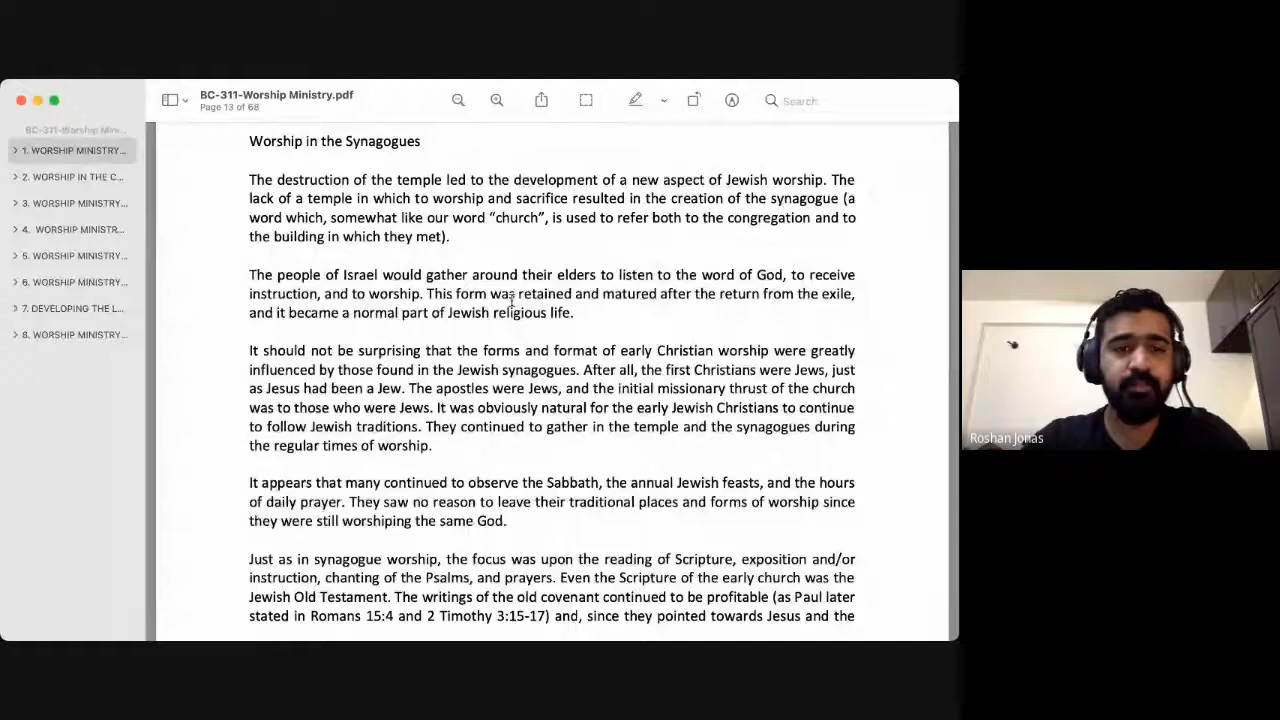 BC-311-Worship Ministry.pdf
Page 13 of 68
Search
BC-311-Worship Mini...
1. WORSHIP MINISTRY...
2. WORSHIP IN THE C...
3. WORSHIP MINISTRY...
4. WORSHIP MINISTR...
5. WORSHIP MINISTRY...
6. WORSHIP MINISTRY...
7. DEVELOPING THE L...
8. WORSHIP MINISTRY...
Worship in the Synagogues
The destruction of the temple led to the development of a new aspect of Jewish worship. The
lack of a temple in which to worship and sacrifice resulted in the creation of the synagogue (a
word which, somewhat like our word “church”, is used to refer both to the congregation and to
the building in which they met).
The people of Israel would gather around their elders to listen to the word of God, to receive
instruction, and to worship. This form was retained and matured after the return from the exile,
and it became a normal part of Jewish religious life.
It should not be surprising that the forms and format of early Christian worship were greatly
influenced by those found in the Jewish synagogues. After all, the first Christians were Jews, just
as Jesus had been a Jew. The apostles were Jews, and the initial missionary thrust of the church
was to those who were Jews. It was obviously natural for the early Jewish Christians to continue
to follow Jewish traditions. They continued to gather in the temple and the synagogues during
the regular times of worship.
It appears that many continued to observe the Sabbath, the annual Jewish feasts, and the hours
of daily prayer. They saw no reason to leave their traditional places and forms of worship since
they were still worshiping the same God.
Just as in synagogue worship, the focus was upon the reading of Scripture, exposition and/or
instruction, chanting of the Psalms, and prayers. Even the Scripture of the early church was the
Jewish Old Testament. The writings of the old covenant continued to be profitable (as Paul later
stated in Romans 15:4 and 2 Timothy 3:15-17) and, since they pointed towards Jesus and the
Roshan Jonas